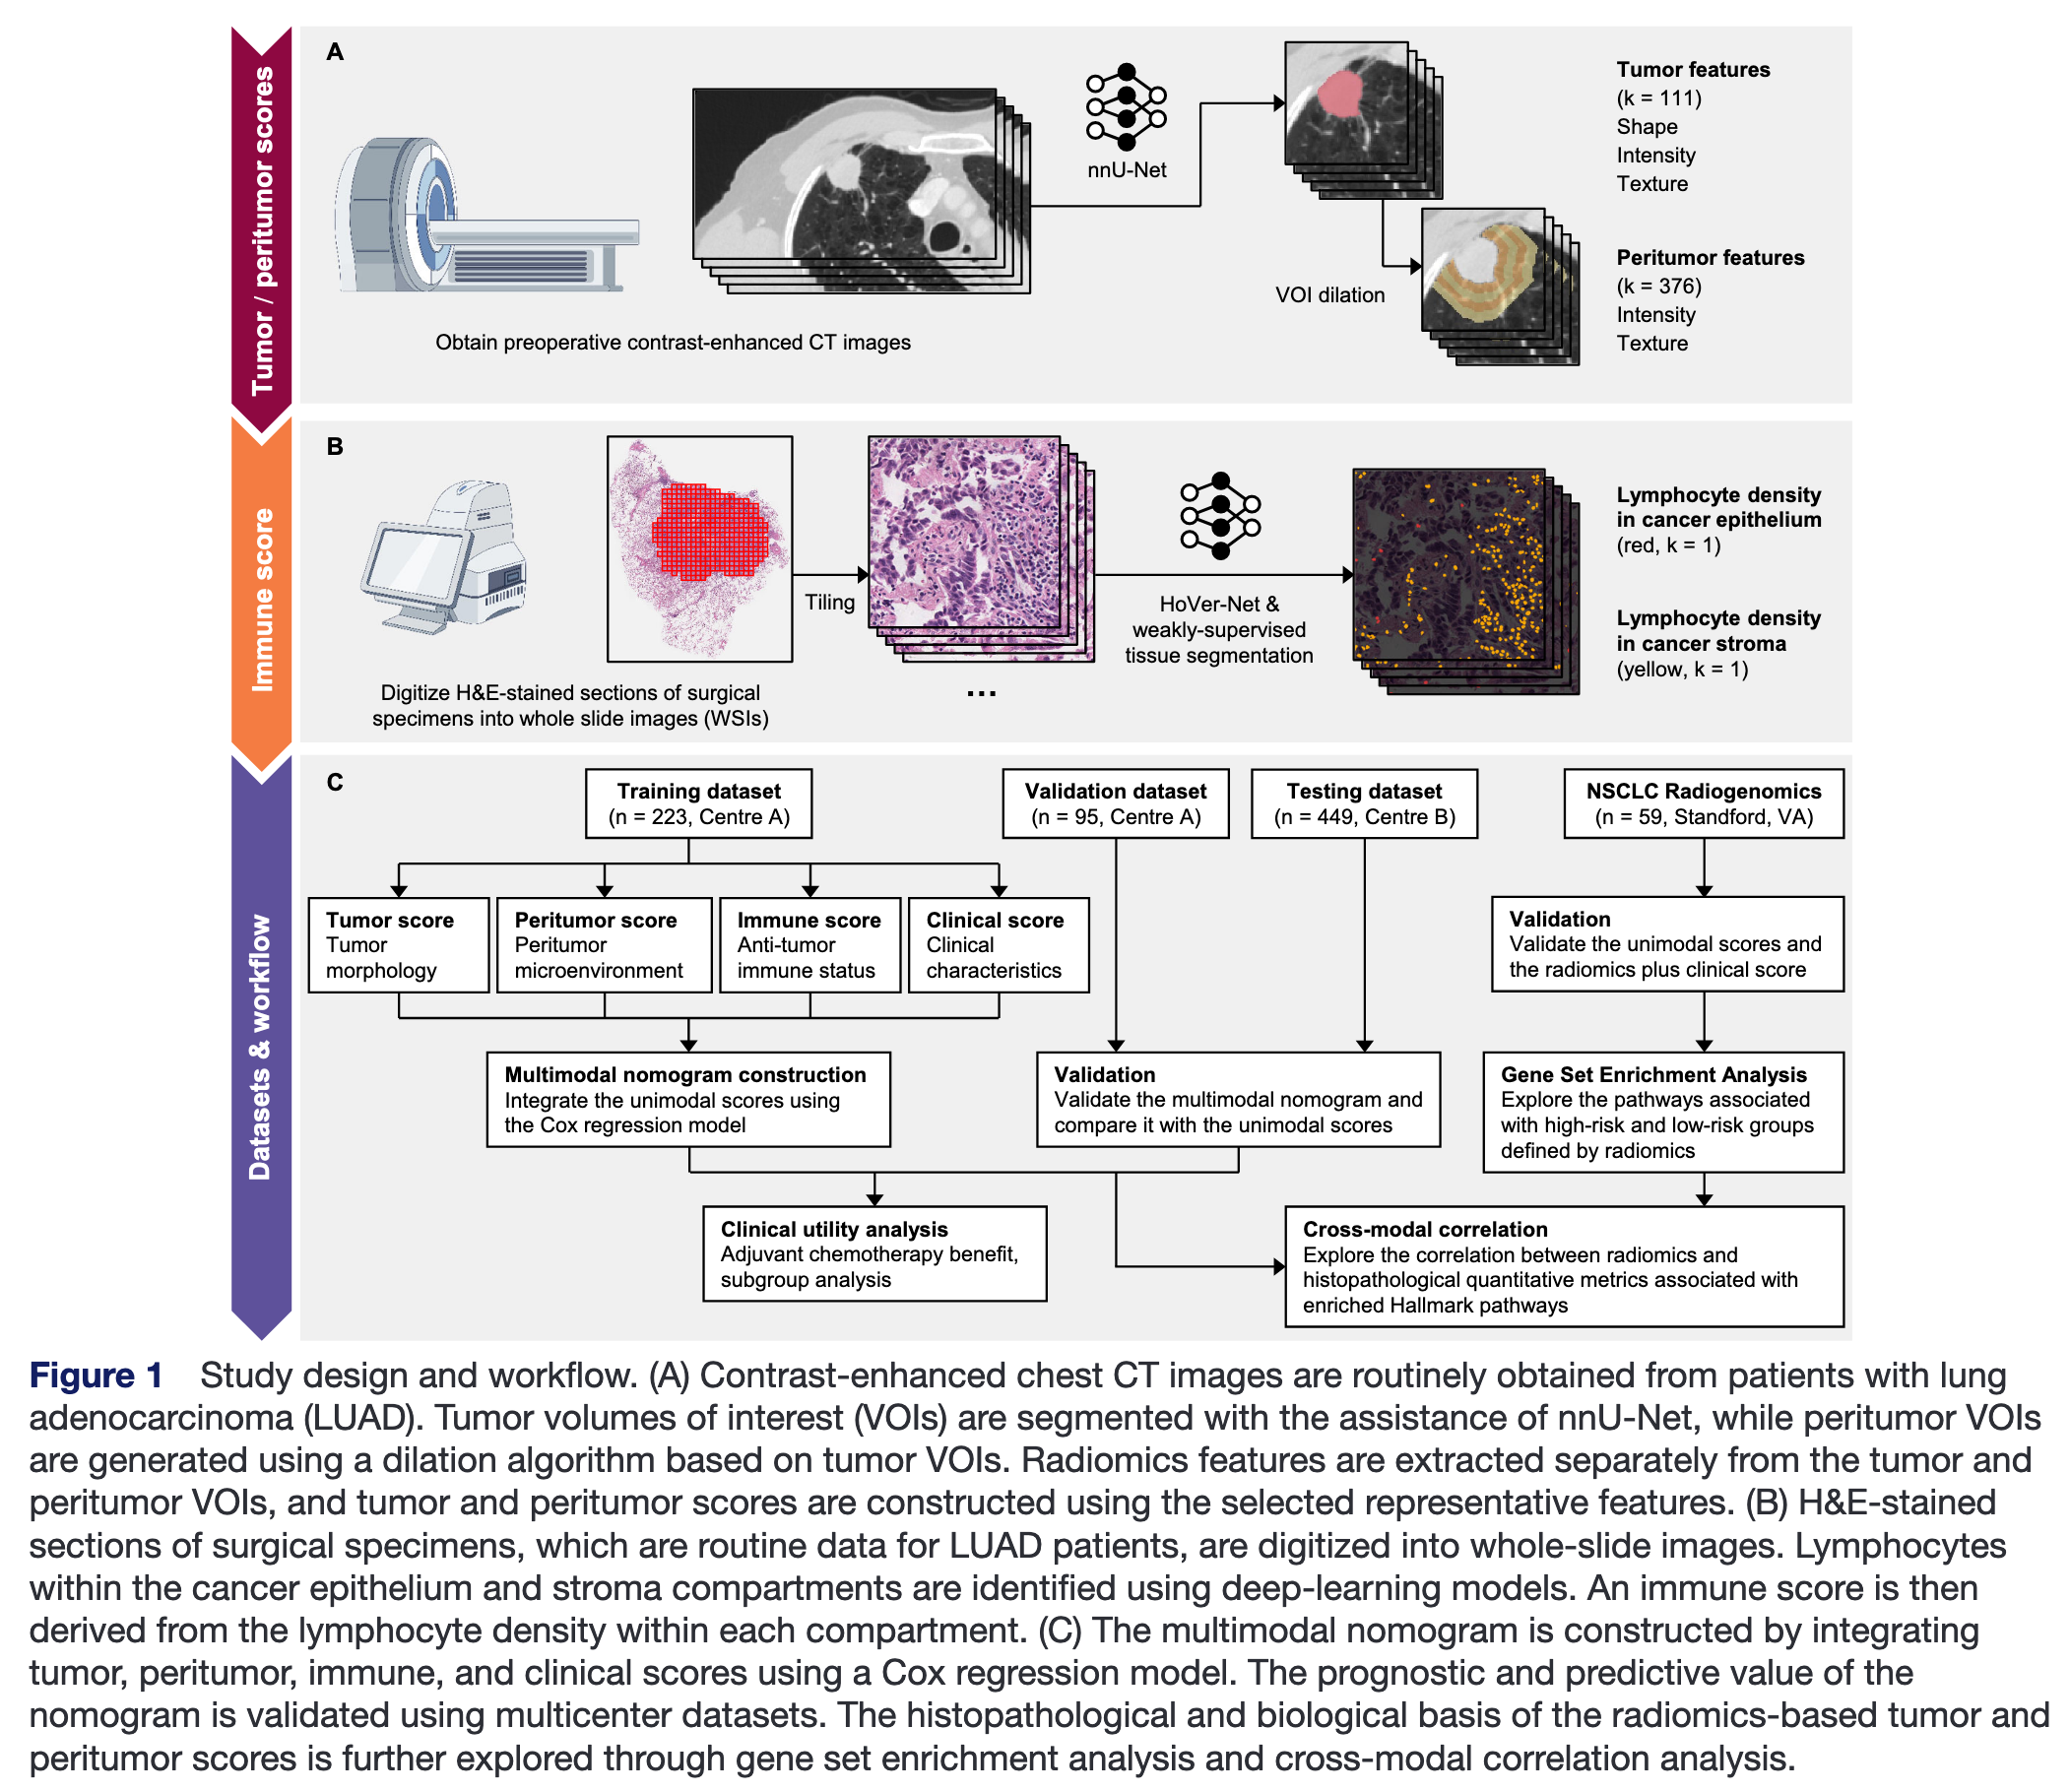 Tumor / peritumor scores
A
Obtain preoperative contrast-enhanced CT images
nnU-Net
VOI dilation
Tumor features
(k = 111)
Shape
Intensity
Texture
Peritumor features
(k = 376)
Intensity
Texture
Immune score
B
Digitize H&E-stained sections of surgical
specimens into whole slide images (WSIs)
Tiling
...
HoVer-Net &
weakly-supervised
tissue segmentation
Lymphocyte density
in cancer epithelium
(red, k = 1)
Lymphocyte density
in cancer stroma
(yellow, k = 1)
Datasets & workflow
C
Training dataset
(n = 223, Centre A)
Validation dataset
(n = 95, Centre A)
Testing dataset
(n = 449, Centre B)
NSCLC Radiogenomics
(n = 59, Standford, VA)
Tumor score
Tumor
morphology
Peritumor score
Peritumor
microenvironment
Immune score
Anti-tumor
immune status
Clinical score
Clinical
characteristics
Validation
Validate the unimodal scores and
the radiomics plus clinical score
Multimodal nomogram construction
Integrate the unimodal scores using
the Cox regression model
Validation
Validate the multimodal nomogram and
compare it with the unimodal scores
Gene Set Enrichment Analysis
Explore the pathways associated
with high-risk and low-risk groups
defined by radiomics
Clinical utility analysis
Adjuvant chemotherapy benefit,
subgroup analysis
Cross-modal correlation
Explore the correlation between radiomics and
histopathological quantitative metrics associated with
enriched Hallmark pathways
Figure 1 Study design and workflow. (A) Contrast-enhanced chest CT images are routinely obtained from patients with lung
adenocarcinoma (LUAD). Tumor volumes of interest (VOIs) are segmented with the assistance of nnU-Net, while peritumor VOIs
are generated using a dilation algorithm based on tumor VOIs. Radiomics features are extracted separately from the tumor and
peritumor VOIs, and tumor and peritumor scores are constructed using the selected representative features. (B) H&E-stained
sections of surgical specimens, which are routine data for LUAD patients, are digitized into whole-slide images. Lymphocytes
within the cancer epithelium and stroma compartments are identified using deep-learning models. An immune score is then
derived from the lymphocyte density within each compartment. (C) The multimodal nomogram is constructed by integrating
tumor, peritumor, immune, and clinical scores using a Cox regression model. The prognostic and predictive value of the
nomogram is validated using multicenter datasets. The histopathological and biological basis of the radiomics-based tumor and
peritumor scores is further explored through gene set enrichment analysis and cross-modal correlation analysis.